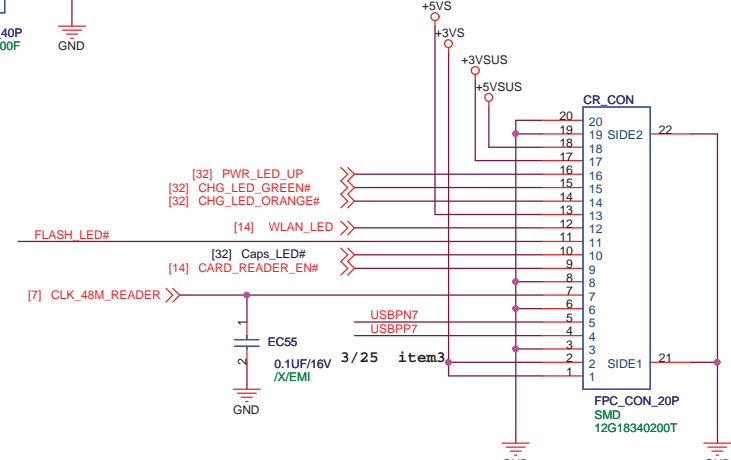 +5VS
+3VS
_40P
00F
GND
+3VSUS
+5VSUS
CR_CON
20 20
19 19 SIDE2 22
18 18
17 17
[32] PWR_LED_UP 16 16
[32] CHG_LED_GREEN# 15 15
[32] CHG_LED_ORANGE# 14 14
13 13
[14] WLAN_LED 12 12
FLASH_LED# 11 11
[32] Caps_LED# 10 10
[14] CARD_READER_EN# 9 9
8 8
[7] CLK_48M_READER 7 7
6 6
USBPN7 5 5
USBPP7 4 4
3 3
2 2 SIDE1 21
1 1
1
EC55
2
0.1UF/16V
/X/EMI
3/25 item3
GND
FPC_CON_20P
SMD
12G18340200T